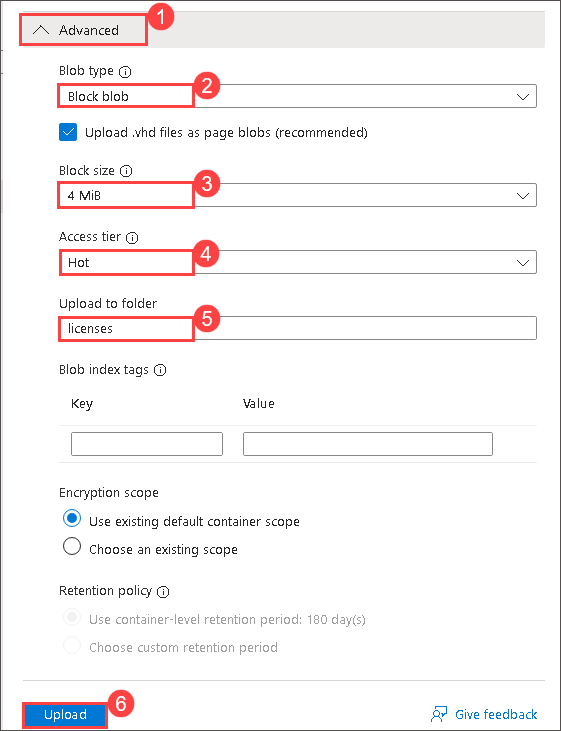 Advanced 1
Blob type
Block blob 2
Upload .vhd files as page blobs (recommended)
Block size
4 MiB 3
Access tier
Hot 4
Upload to folder
licenses 5
Blob index tags
Key Value
Encryption scope
Use existing default container scope
Choose an existing scope
Retention policy
Use container-level retention period: 180 day(s)
Choose custom retention period
Upload 6 Give feedback